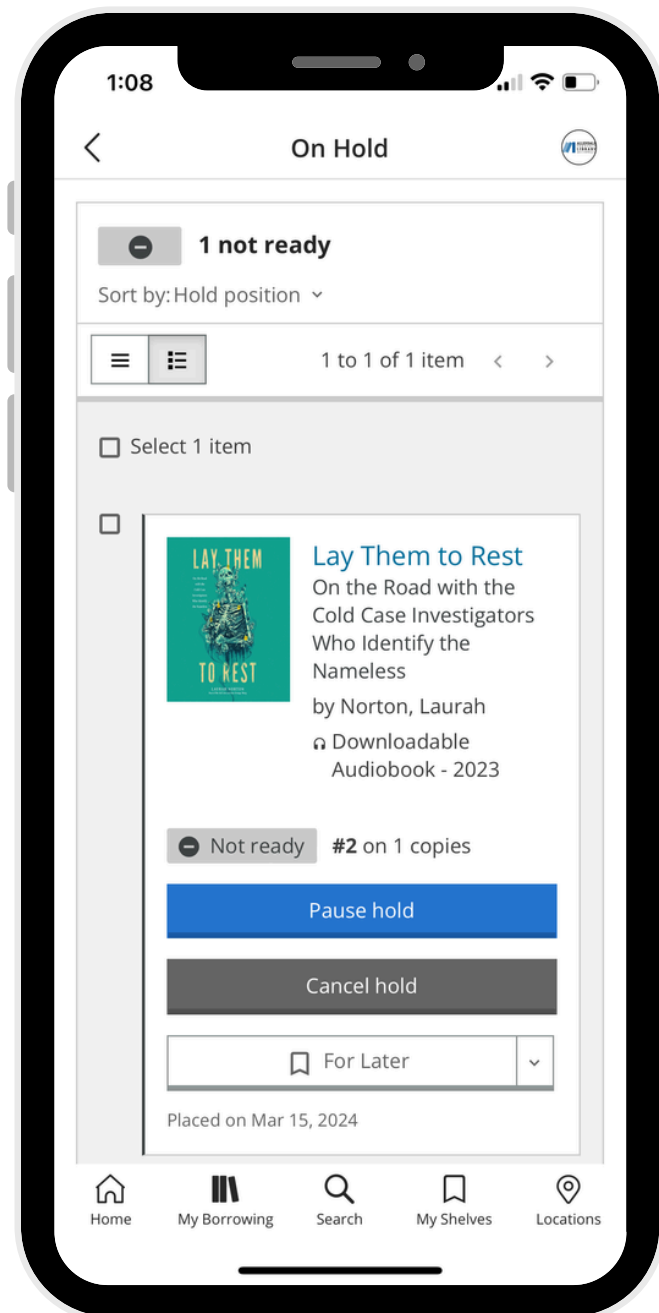 1:08
On Hold
1 not ready
Sort by: Hold position
1 to 1 of 1 item
Select 1 item
LAY THEM
TO REST
Lay Them to Rest
On the Road with the
Cold Case Investigators
Who Identify the
Nameless
by Norton, Laurah
Downloadable
Audiobook - 2023
Not ready #2 on 1 copies
Pause hold
Cancel hold
For Later
Placed on Mar 15, 2024
Home My Borrowing Search My Shelves Locations